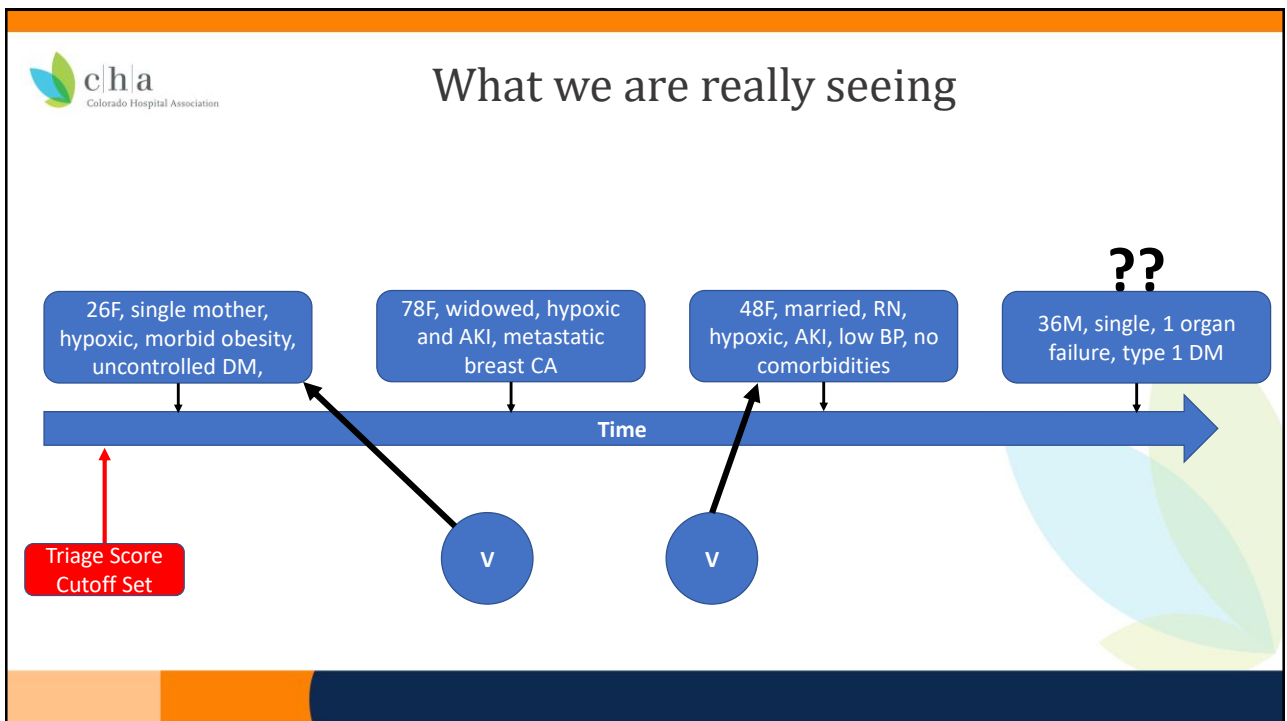 c|h|a
Colorado Hospital Association
What we are really seeing
26F, single mother,
hypoxic, morbid obesity,
uncontrolled DM,
78F, widowed, hypoxic
and AKI, metastatic
breast CA
48F, married, RN,
hypoxic, AKI, low BP, no
comorbidities
??
36M, single, 1 organ
failure, type 1 DM
Time
Triage Score
Cutoff Set
V
V